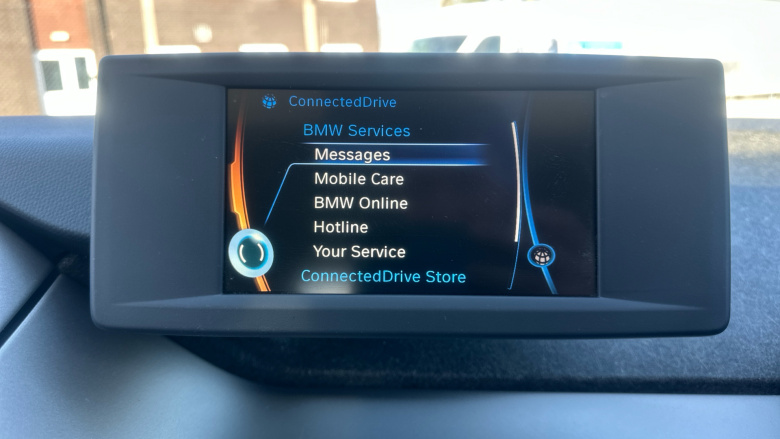 ConnectedDrive
BMW Services
Messages
Mobile Care
BMW Online
Hotline
Your Service
ConnectedDrive Store